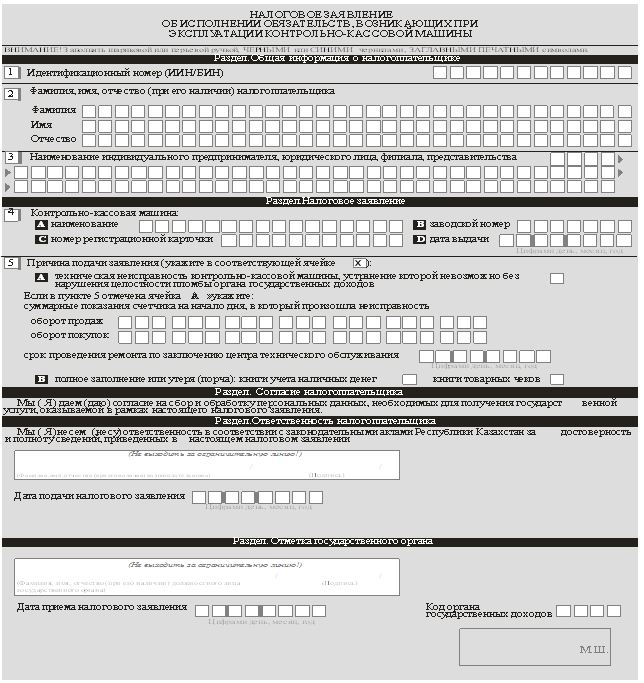 НАЛОГОВОЕ ЗАЯВЛЕНИЕ
ОБ ИСПОЛНЕНИИ ОБЯЗАТЕЛЬСТВ, ВОЗНИКАЮЩИХ ПРИ
ЭКСПЛУАТАЦИИ КОНТРОЛЬНО-КАССОВОЙ МАШИНЫ
ВНИМАНИЕ! Заполнять шариковой или перьевой ручкой, ЧЕРНЫМИ или СИНИМИ чернилами, ЗАГЛАВНЫМИ ПЕЧАТНЫМИ символами.
Раздел.Общая информация о налогоплательщике
1 Идентификационный номер (ИИН/БИН)
2 Фамилия, имя, отчество (при его наличии) налогоплательщика
Фамилия
Имя
Отчество
3 Наименование индивидуального предпринимателя, юридического лица, филиала, представительства
Раздел.Налоговое заявление
4 Контрольно-кассовая машина:
A наименование B заводской номер
C номер регистрационной карточки D дата выдачи
Цифрами день, месяц, год
5 Причина подачи заявления (укажите в соответствующей ячейке X ):
A техническая неисправность контрольно-кассовой машины, устранение которой невозможно без
нарушения целостности пломбы органа государственных доходов
Если в пункте 5 отмечена ячейка A »укажите:
суммарные показания счетчика на начало дня, в который произошла неисправность
оборот продаж
оборот покупок
срок проведения ремонта по заключению центра технического обслуживания
Цифрами день, месяц, год
B полное заполнение или утеря (порча): книги учета наличных денег книги товарных чеков
Раздел. Согласие налогоплательщика
Мы ( Я ) даем (даю) согласие на сбор и обработку персональных данных, необходимых для получения государст венной
услуги, оказываемой в рамках настоящего налогового заявления.
Раздел.Ответственность налогоплательщика
Мы ( Я) несем (несу) ответственность в соответствии с законодательными актами Республики Казахстан за достоверность
и полноту сведений, приведенных в настоящем налоговом заявлении
(Не выходить за ограничительную линию!)
/ /
(Подпись)
Дата подачи налогового заявления
Цифрами день, месяц, год
Раздел. Отметка государственного органа
(Не выходить за ограничительную линию!)
/ /
(Фамилия, имя, отчество (при его наличии) должностного лица (Подпись)
государственного органа)
Дата приема налогового заявления
Цифрами день, месяц, год
Код органа
государственных доходов
М.Ш.